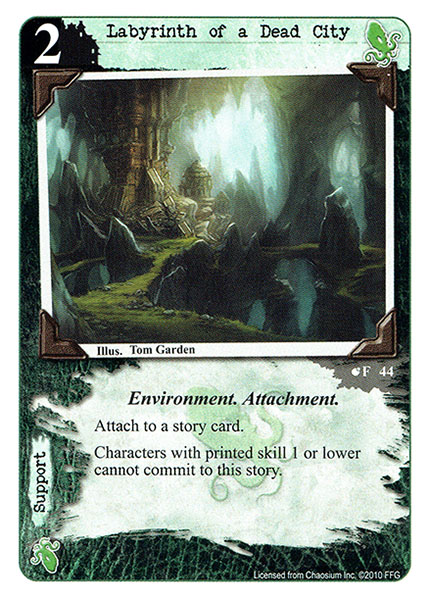 2
Labyrinth of a Dead City
Illus. Tom Garden
F 44
Environment. Attachment.
Attach to a story card.
Characters with printed skill 1 or lower
cannot commit to this story.
Support
Licensed from Chaosium Inc. ©2010 FFG